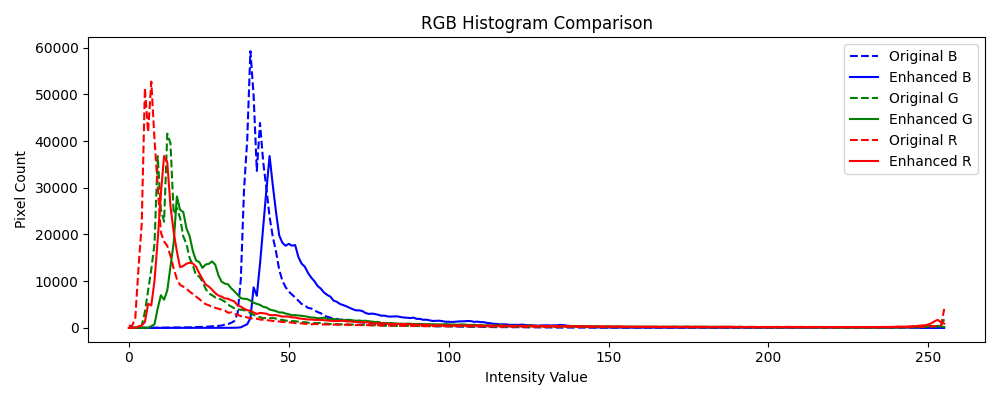 RGB Histogram Comparison
Original B
Enhanced B
Original G
Enhanced G
Original R
Enhanced R
Pixel Count
60000
50000
40000
30000
20000
10000
0
0 50 100 150 200 250
Intensity Value